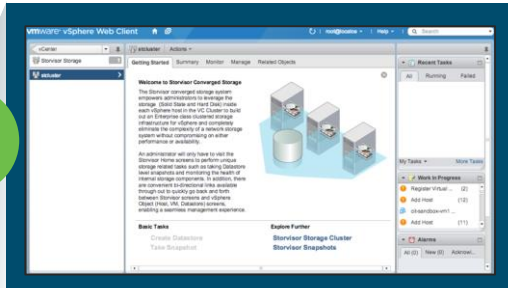 vmware® vSphere Web Client
root@localos
Help
Search
vCenter
Storvisor Storage
stcluster
stcluster Actions
Getting Started Summary Monitor Manage Related Objects
Welcome to Storvisor Converged Storage
The Storvisor converged storage system
empowers administrators to leverage the
storage (Solid State and Hard Disk) inside
each vSphere host in the VC Cluster to build
out an Enterprise class clustered storage
infrastructure for vSphere and completely
eliminate the complexity of a network storage
system without compromising on either
performance or availability.
An administrator will only have to visit the
Storvisor Home screens to perform unique
storage related tasks such as taking Datastore
level snapshots and monitoring the health of
internal storage components. In addition, there
are convenient bi-directional links available
through out to quickly go back and forth
between Storvisor screens and vSphere
Object (Host, VM, Datastore) screens,
enabling a seamless management experience.
Basic Tasks
Create Datastore
Take Snapshot
Explore Further
Storvisor Storage Cluster
Storvisor Snapshots
Recent Tasks
All Running Failed
My Tasks More Tasks
Work In Progress
Register Virtual ... (2)
Add Host (12)
Add Host (11)
Alarms
All (0) New (0) Acknowl...